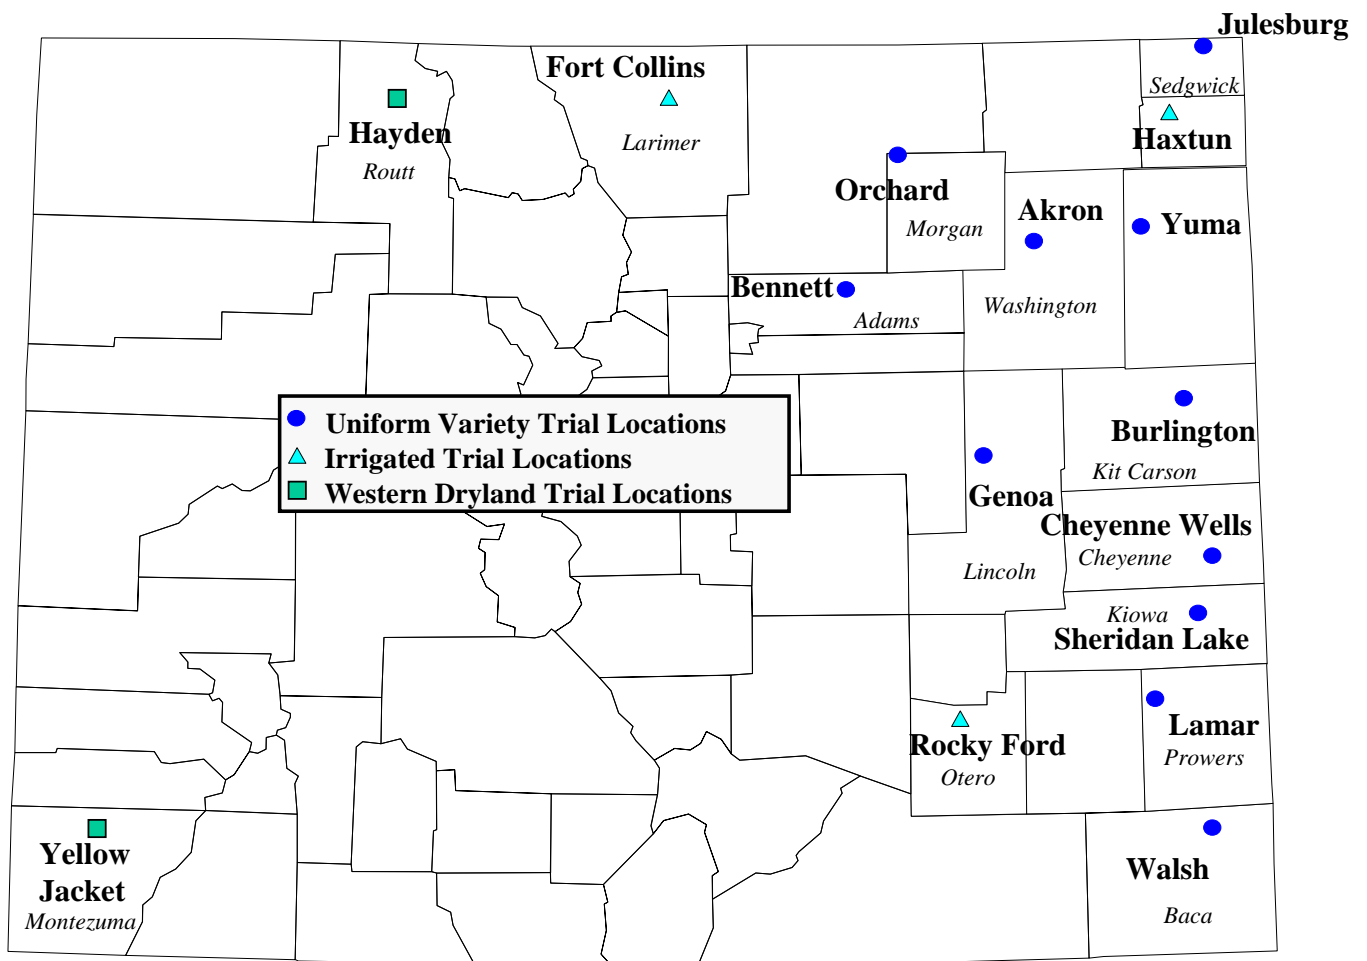 Julesburg
Sedgwick
Fort Collins
Larimer
Hayden
Routt
Haxtun
Orchard
Morgan
Akron
Yuma
Washington
Bennett
Adams
Uniform Variety Trial Locations
Irrigated Trial Locations
Western Dryland Trial Locations
Burlington
Kit Carson
Genoa
Lincoln
Cheyenne Wells
Cheyenne
Kiowa
Sheridan Lake
Lamar
Prowers
Rocky Ford
Otero
Yellow
Jacket
Montezuma
Walsh
Baca